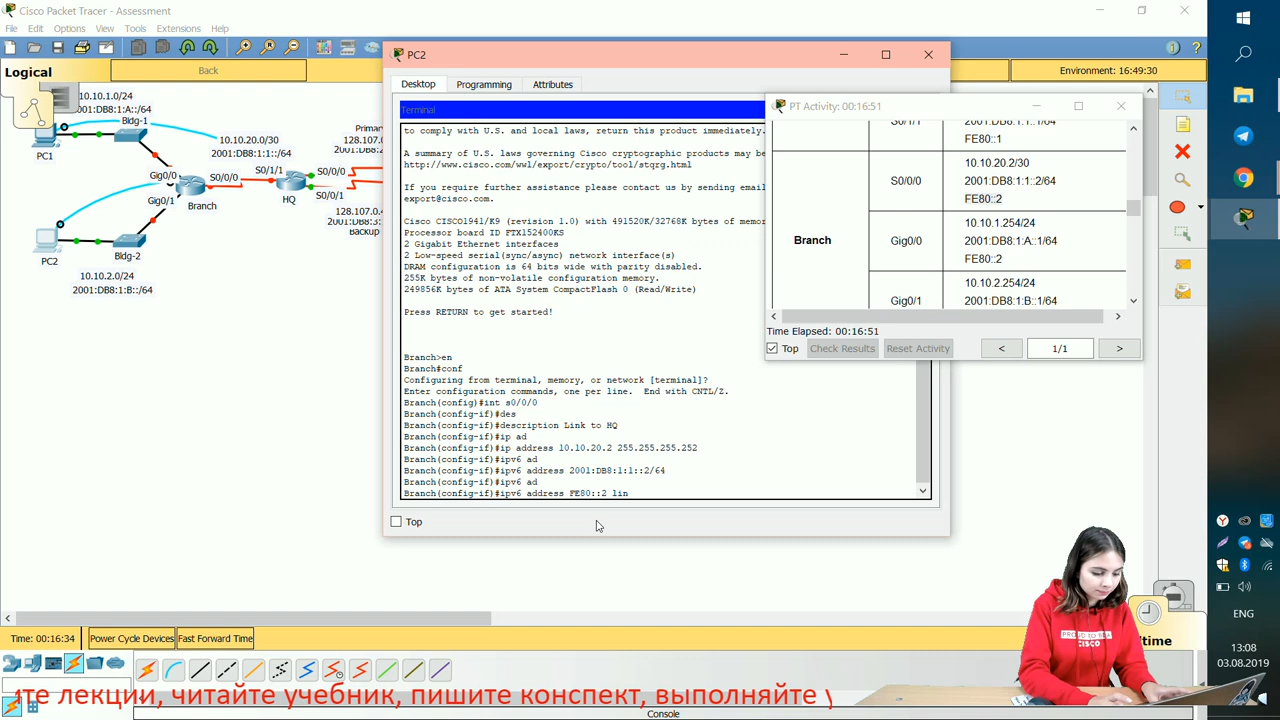 Cisco Packet Tracer - Assessment
File Edit Options View Tools Extensions Help
Logical
Back
Environment: 16:49:30
10.10.1.0/24
2001:DB8:1:A::/64
Bldg-1
PC1
10.10.20.0/30
2001:DB8:1:1::/64
Gig0/0
S0/0/0
S0/1/1
Gig0/1
Branch
HQ
S0/0/0
S0/0/1
128.107.0.4
Backup
PC2
Bldg-2
10.10.2.0/24
2001:DB8:1:B::/64
PC2
Desktop Programming Attributes
Terminal
to comply with U.S. and local laws, return this product immediately.
A summary of U.S. laws governing Cisco cryptographic products may be
http://www.cisco.com/wwl/export/crypto/tool/stqrg.html
If you require further assistance please contact us by sending email
export@cisco.com.
Cisco CISCO1941/K9 (revision 1.0) with 491520K/32768K bytes of memor
Processor board ID FTX152400KS
2 Gigabit Ethernet interfaces
2 Low-speed serial(sync/async) network interface(s)
DRAM configuration is 64 bits wide with parity disabled.
255K bytes of non-volatile configuration memory.
249856K bytes of ATA System CompactFlash 0 (Read/Write)
Press RETURN to get started!
Branch>en
Branch#conf
Configuring from terminal, memory, or network [terminal]?
Enter configuration commands, one per line. End with CNTL/Z.
Branch(config)#int s0/0/0
Branch(config-if)#des
Branch(config-if)#description Link to HQ
Branch(config-if)#ip ad
Branch(config-if)#ip address 10.10.20.2 255.255.255.252
Branch(config-if)#ipv6 ad
Branch(config-if)#ipv6 address 2001:DB8:1:1::2/64
Branch(config-if)#ipv6 ad
Branch(config-if)#ipv6 address FE80::2 lin
Top
PT Activity: 00:16:51
S0/1/1
2001:DB8:1:1::1/64
FE80::1
Branch
S0/0/0
10.10.20.2/30
2001:DB8:1:1::2/64
FE80::2
Gig0/0
10.10.1.254/24
2001:DB8:1:A::1/64
FE80::2
Gig0/1
10.10.2.254/24
2001:DB8:1:B::1/64
Time Elapsed: 00:16:51
Top Check Results Reset Activity < 1/1 >
PROUD TO BE A
CISCO
Time: 00:16:34 Power Cycle Devices Fast Forward Time
ENG
13:08
03.08.2019
лекции, читайте учебник, пишите конспект, выполняйте
Console